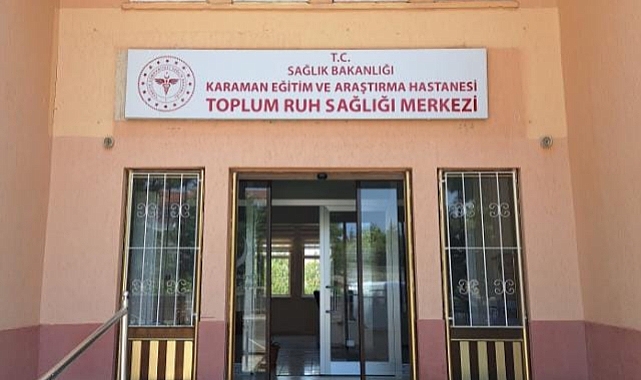 T.C.
SAĞLIK BAKANLIĞI
KARAMAN EĞİTİM VE ARAŞTIRMA HASTANESİ
TOPLUM RUH SAĞLIĞI MERKEZİ